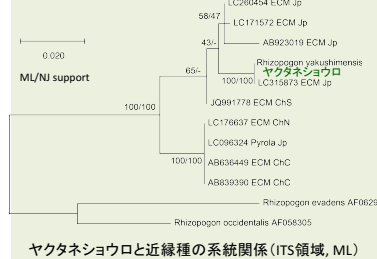 LC260454 ECM Jp
58/47
LC171572 ECM Jp
0.020
43/-
AB923019 ECM Jp
ML/NJ support
65/-
Rhizopogon yakushimensis
ヤクタネショウロ
100/100
LC315873 ECM Jp
JQ991778 ECM ChS
100/100
LC176637 ECM ChN
LC096324 Pyrola Jp
100/100
AB636449 ECM ChC
AB839390 ECM ChC
Rhizopogon evadens AF0629
Rhizopogon occidentalis AF058305
ヤクタネショウロと近縁種の系統関係(ITS領域, ML)